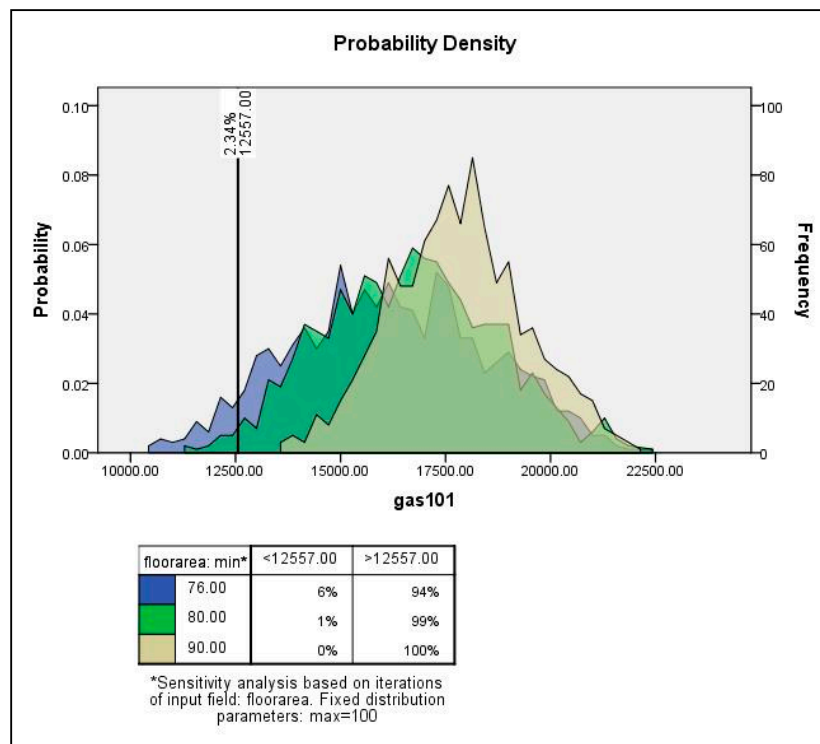 Probability Density
2.34%
12557.00
0.10
0.08
0.06
0.04
0.02
0.00
Probability
100
80
60
40
20
0
Frequency
10000.00 12500.00 15000.00 17500.00 20000.00 22500.00
gas101
floorarea: min* <12557.00 >12557.00
76.00 6% 94%
80.00 1% 99%
90.00 0% 100%
*Sensitivity analysis based on iterations
of input field: floorarea. Fixed distribution
parameters: max=100